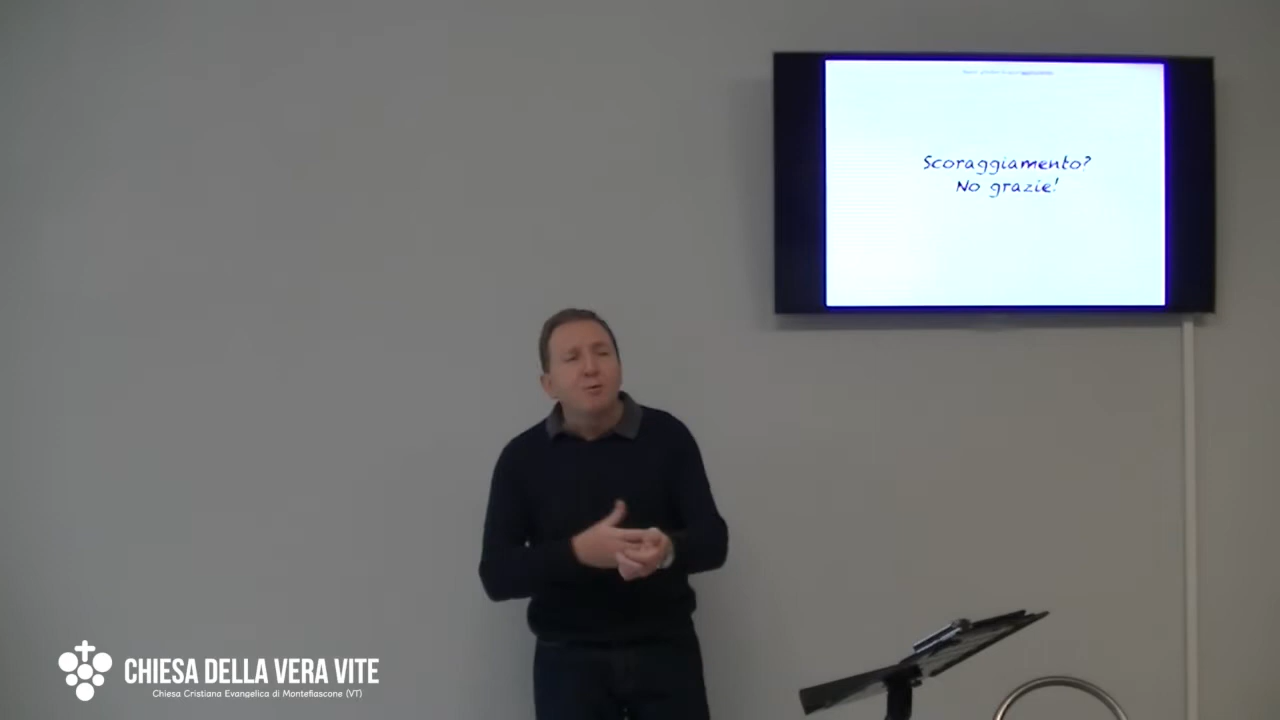 Scoraggiamento?
No grazie!
CHIESA DELLA VERA VITE
Chiesa Cristiana Evangelica di Montefiascone (VT)